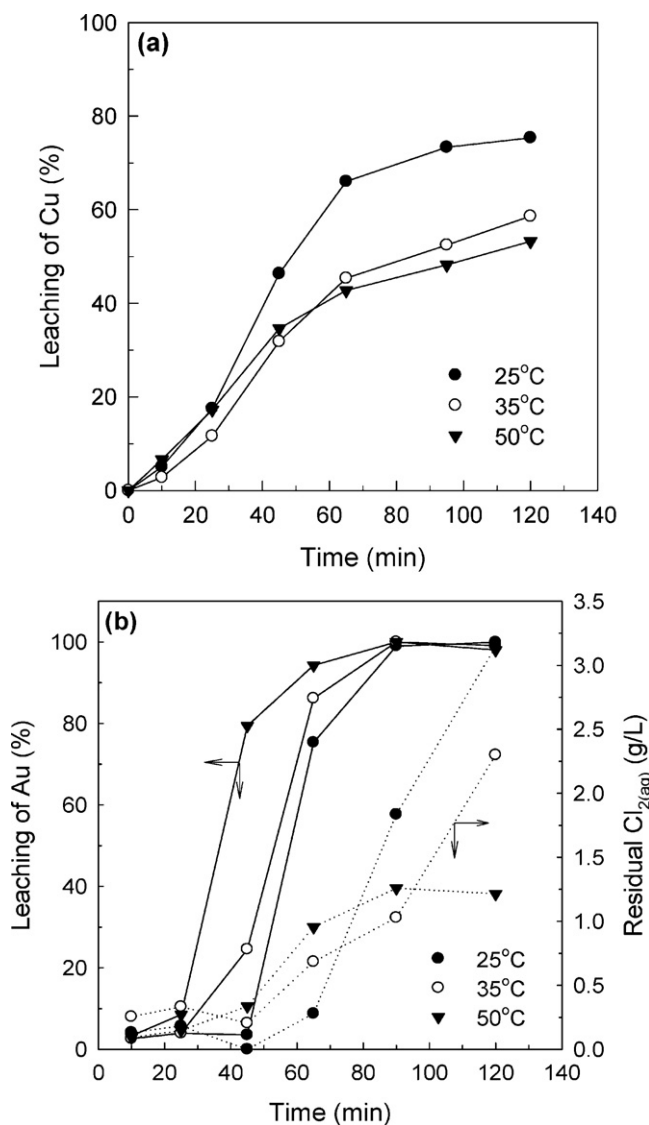 (a)
100
80
60
40
20
0
Leaching of Cu (%)
25°C
35°C
50°C
0 20 40 60 80 100 120 140
Time (min)
(b)
100
80
60
40
20
0
Leaching of Au (%)
3.5
3.0
2.5
2.0
1.5
1.0
0.5
0.0
Residual Cl2(aq) (g/L)
25°C
35°C
50°C
0 20 40 60 80 100 120 140
Time (min)